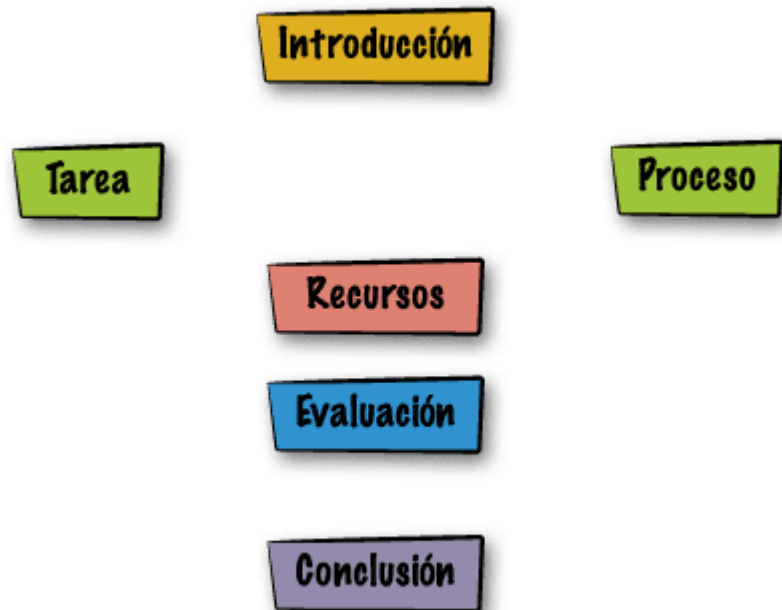 Introducción
Tarea
Proceso
Recursos
Evaluación
Conclusión